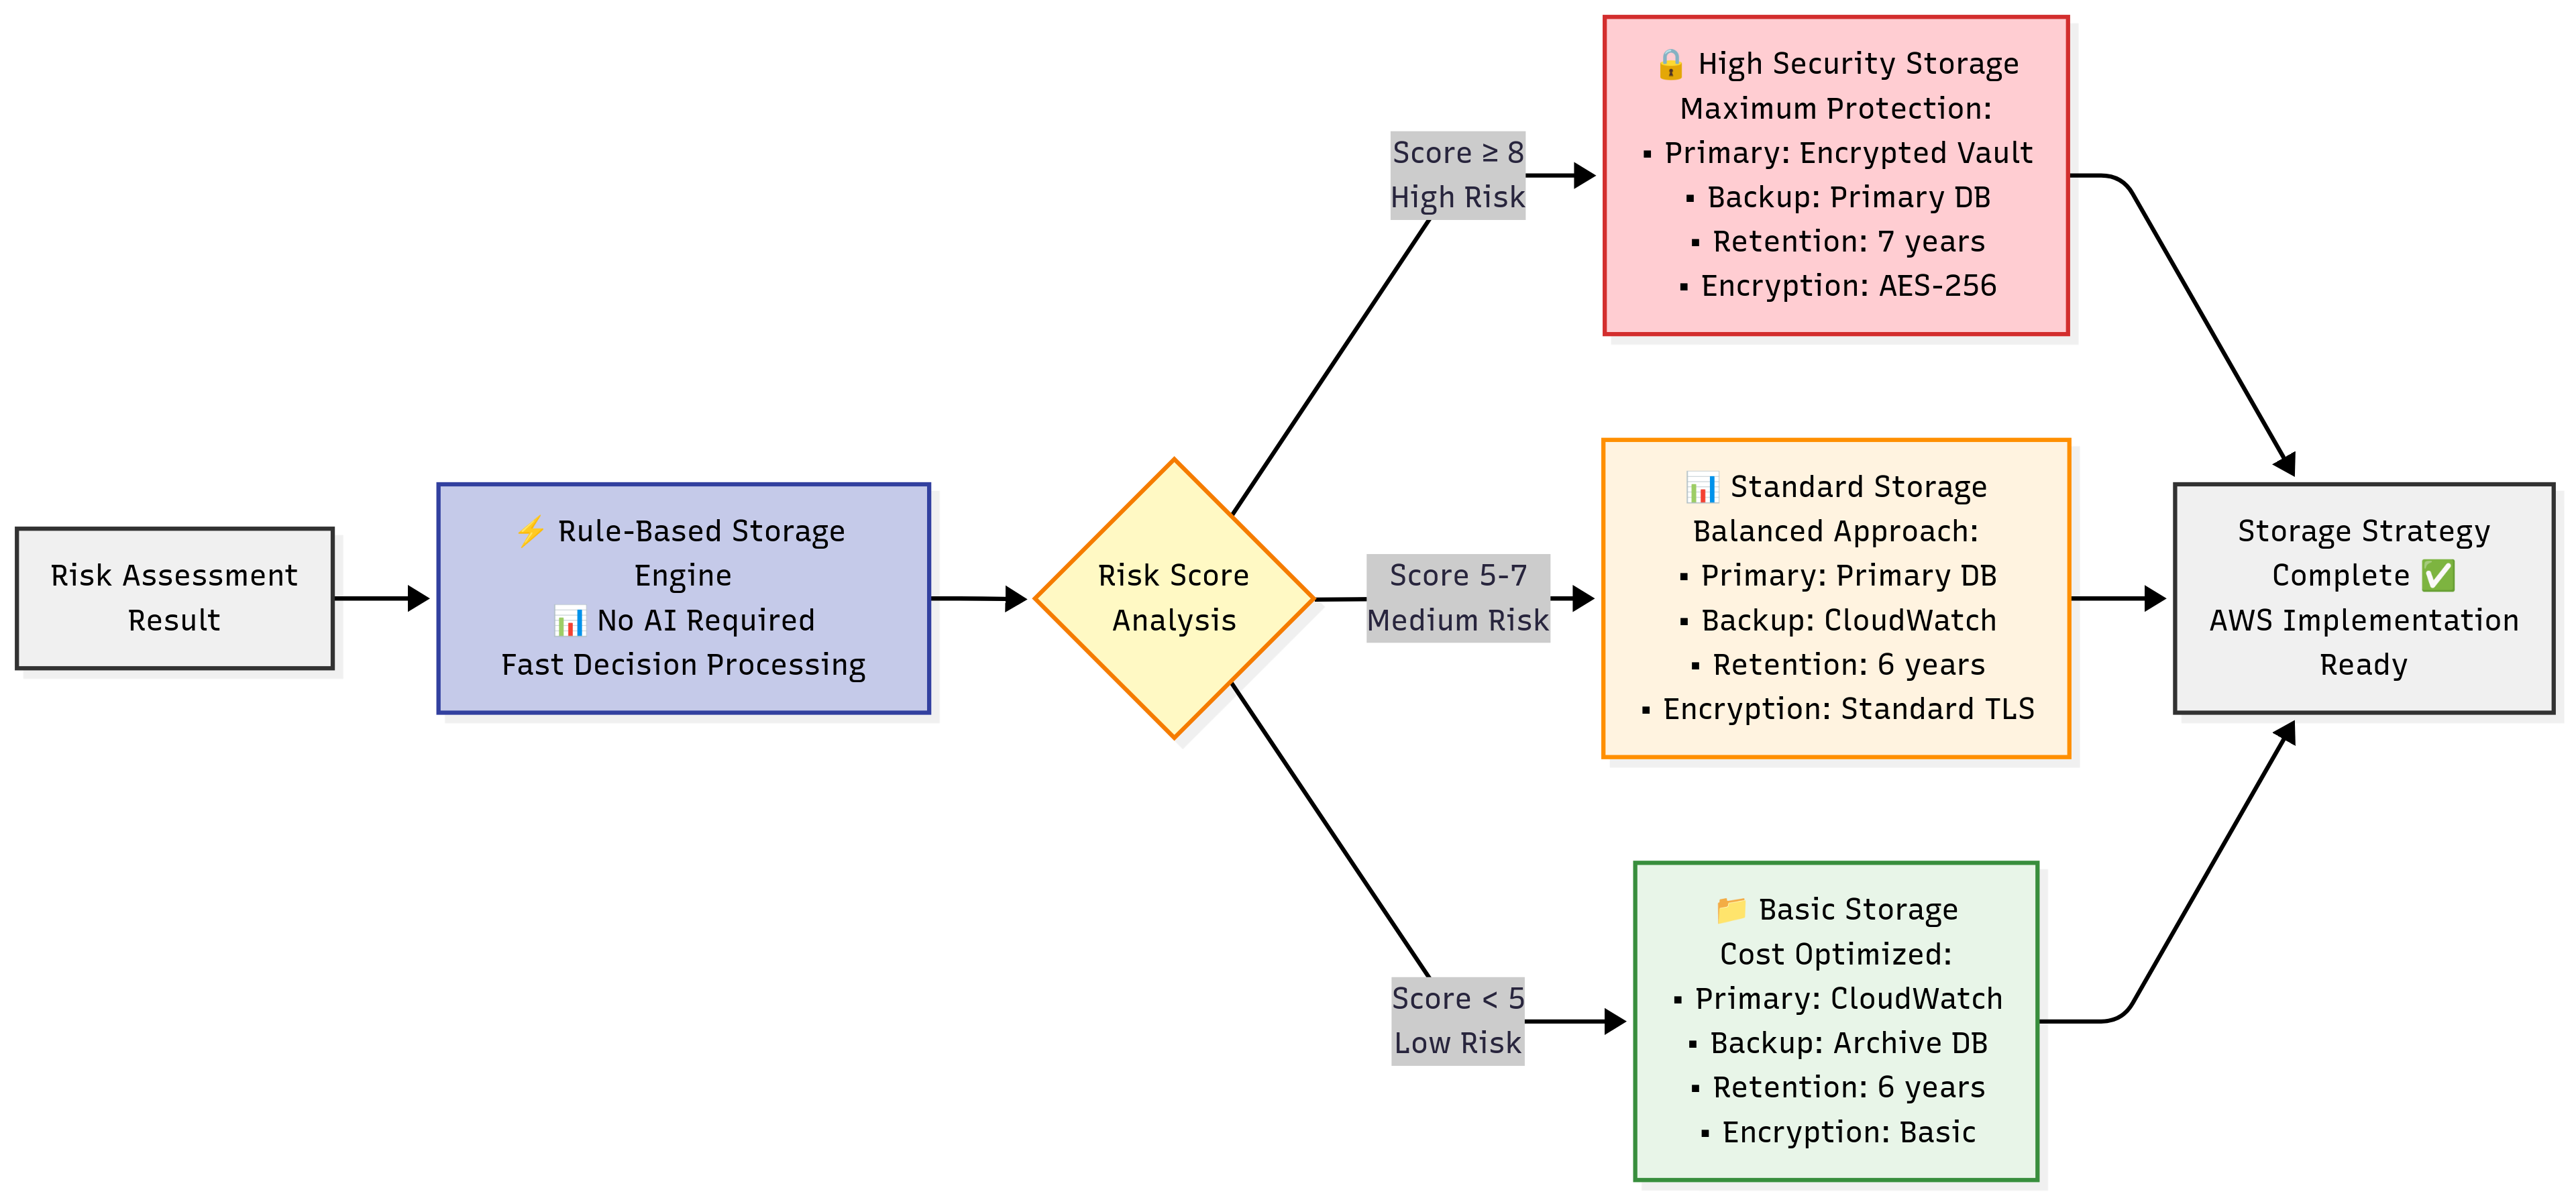 Risk Assessment
Result
⚡ Rule-Based Storage
Engine
📊 No AI Required
Fast Decision Processing
Risk Score
Analysis
Score ≥ 8
High Risk
Score 5-7
Medium Risk
Score < 5
Low Risk
🔒 High Security Storage
Maximum Protection:
▪ Primary: Encrypted Vault
▪ Backup: Primary DB
▪ Retention: 7 years
▪ Encryption: AES-256
📊 Standard Storage
Balanced Approach:
▪ Primary: Primary DB
▪ Backup: CloudWatch
▪ Retention: 6 years
▪ Encryption: Standard TLS
📁 Basic Storage
Cost Optimized:
▪ Primary: CloudWatch
▪ Backup: Archive DB
▪ Retention: 6 years
▪ Encryption: Basic
Storage Strategy
Complete ✅
AWS Implementation
Ready